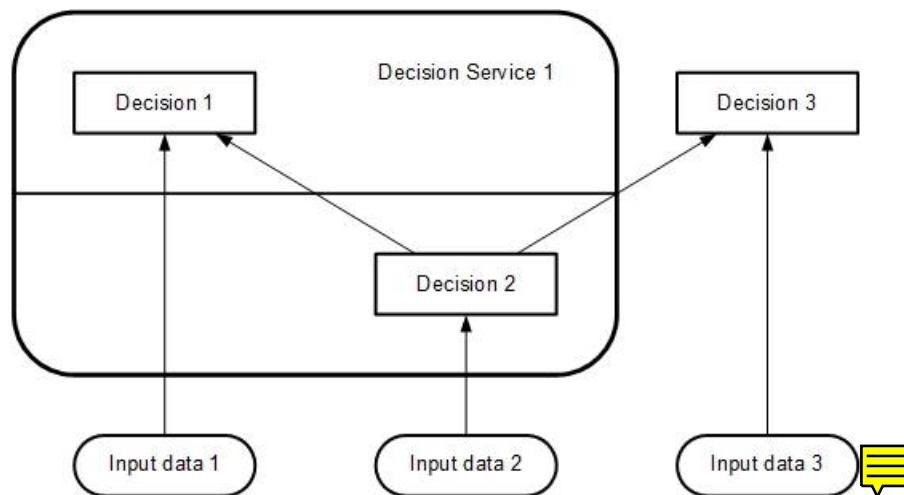 Decision Service 1
Decision 1
Decision 3
Decision 2
Input data 1
Input data 2
Input data 3